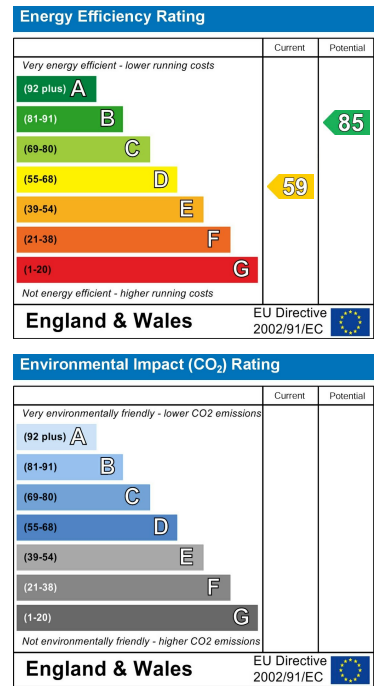 Energy Efficiency Rating
Current Potential
Very energy efficient - lower running costs
(92 plus) A
(81-91) B
85
(69-80) C
(55-68) D
59
(39-54) E
(21-38) F
(1-20) G
Not energy efficient - higher running costs
England & Wales
EU Directive
2002/91/EC
Environmental Impact (CO₂) Rating
Current Potential
Very environmentally friendly - lower CO2 emissions
(92 plus) A
(81-91) B
(69-80) C
(55-68) D
(39-54) E
(21-38) F
(1-20) G
Not environmentally friendly - higher CO2 emissions
England & Wales
EU Directive
2002/91/EC